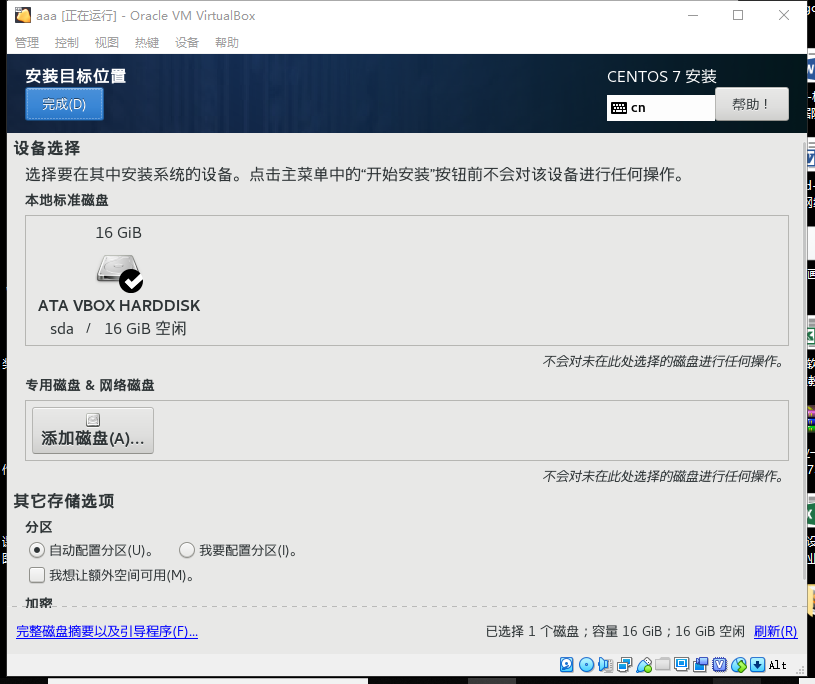 aaa [正在运行] - Oracle VM VirtualBox
管理 控制 视图 热键 设备 帮助
安装目标位置
CENTOS 7 安装
完成(D)
cn
帮助！
设备选择
选择要在其中安装系统的设备。点击主菜单中的“开始安装”按钮前不会对该设备进行任何操作。
本地标准磁盘
16 GiB
ATA VBOX HARDDISK
sda / 16 GiB 空闲
不会对未在此处选择的磁盘进行任何操作。
专用磁盘 & 网络磁盘
添加磁盘(A)...
不会对未在此处选择的磁盘进行任何操作。
其它存储选项
分区
自动配置分区(U)。 我要配置分区(I)。
我想让额外空间可用(M)。
加密
完整磁盘摘要以及引导程序(F)...
已选择 1 个磁盘；容量 16 GiB；16 GiB 空闲 刷新(R)
Alt